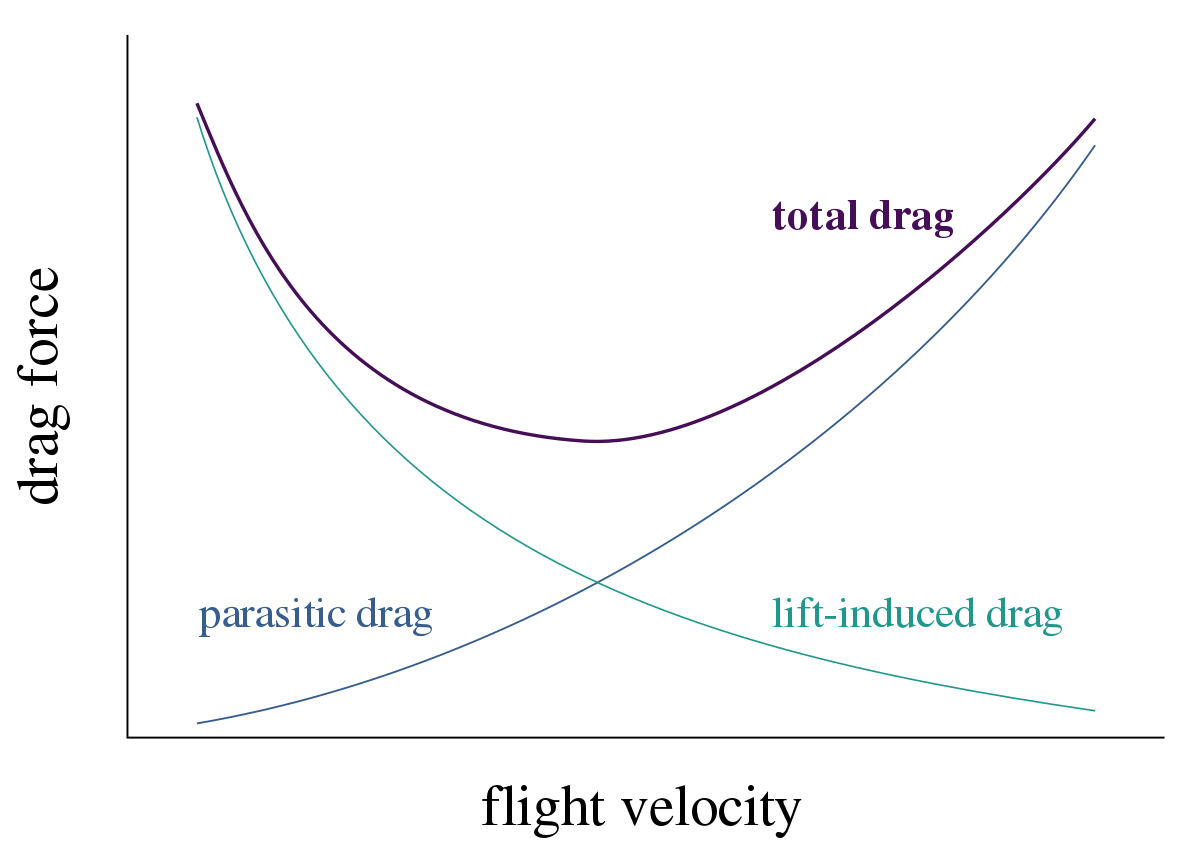 total drag
drag force
parasitic drag
lift-induced drag
flight velocity